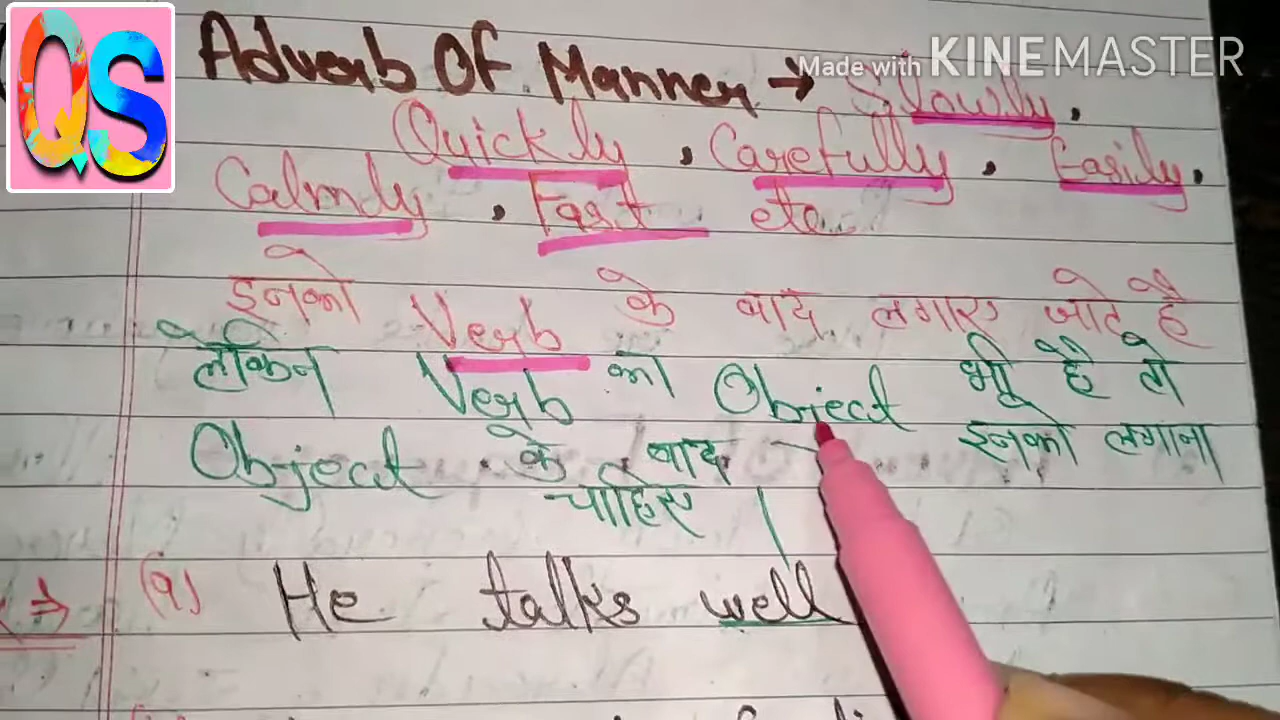 QS
Made with KINEMASTER
Adverb Of Manner → Slowly,
Quickly, Carefully, Easily,
Calmly, Fast etc.
इनको Verb के बाद लगाए जाते है
लेकिन Verb का Object भी है तो
Object के बाद इनको लगाना
चाहिए।
(a) He talks well